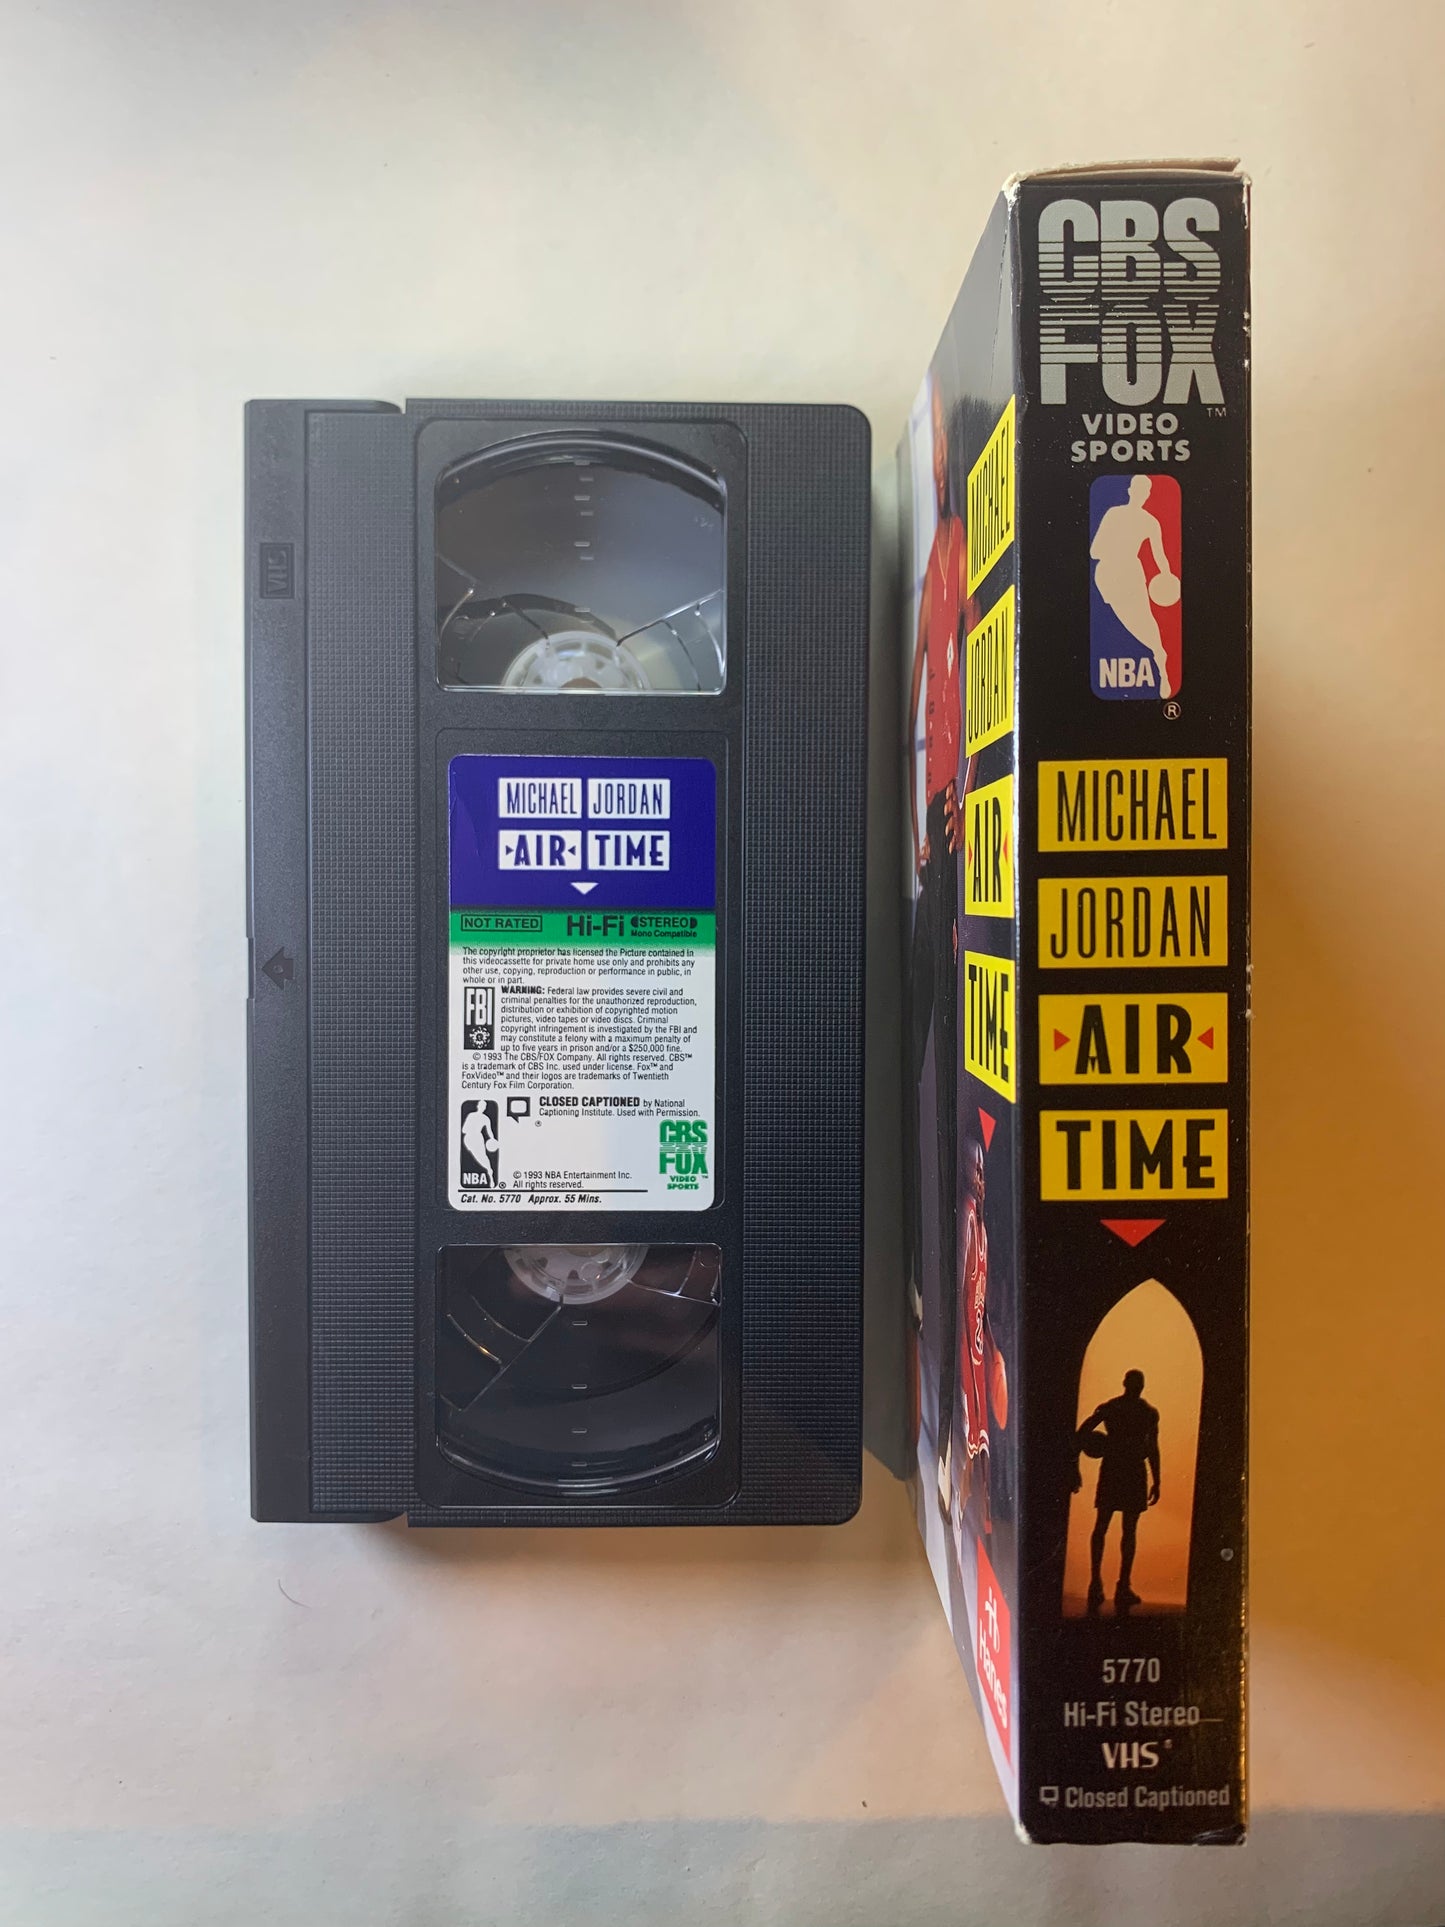 VHS
MICHAEL JORDAN
AIR TIME
NOT RATED Hi-Fi STEREO
Mono Compatible
The copyright proprietor has licensed the Picture contained in
this videocassette for private home use only and prohibits any
other use, copying, reproduction or performance in public, in
whole or in part.
FBI
WARNING: Federal law provides severe civil and
criminal penalties for the unauthorized reproduction,
distribution or exhibition of copyrighted motion
pictures, video tapes or video discs. Criminal
copyright infringement is investigated by the FBI and
may constitute a felony with a maximum penalty of
up to five years in prison and/or a $250,000 fine.
© 1993 The CBS/FOX Company. All rights reserved. CBS™
is a trademark of CBS Inc. used under license. Fox™ and
FoxVideo™ and their logos are trademarks of Twentieth
Century Fox Film Corporation.
CLOSED CAPTIONED by National
Captioning Institute. Used with Permission.
®
NBA ®
© 1993 NBA Entertainment Inc.
All rights reserved.
CBS
FOX
VIDEO ™
SPORTS
Cat. No. 5770 Approx. 55 Mins.
MICHAEL
JORDAN
AIR
TIME
Hanes
CBS
FOX
™
VIDEO
SPORTS
NBA
®
MICHAEL
JORDAN
AIR
TIME
5770
Hi-Fi Stereo
VHS®
Closed Captioned